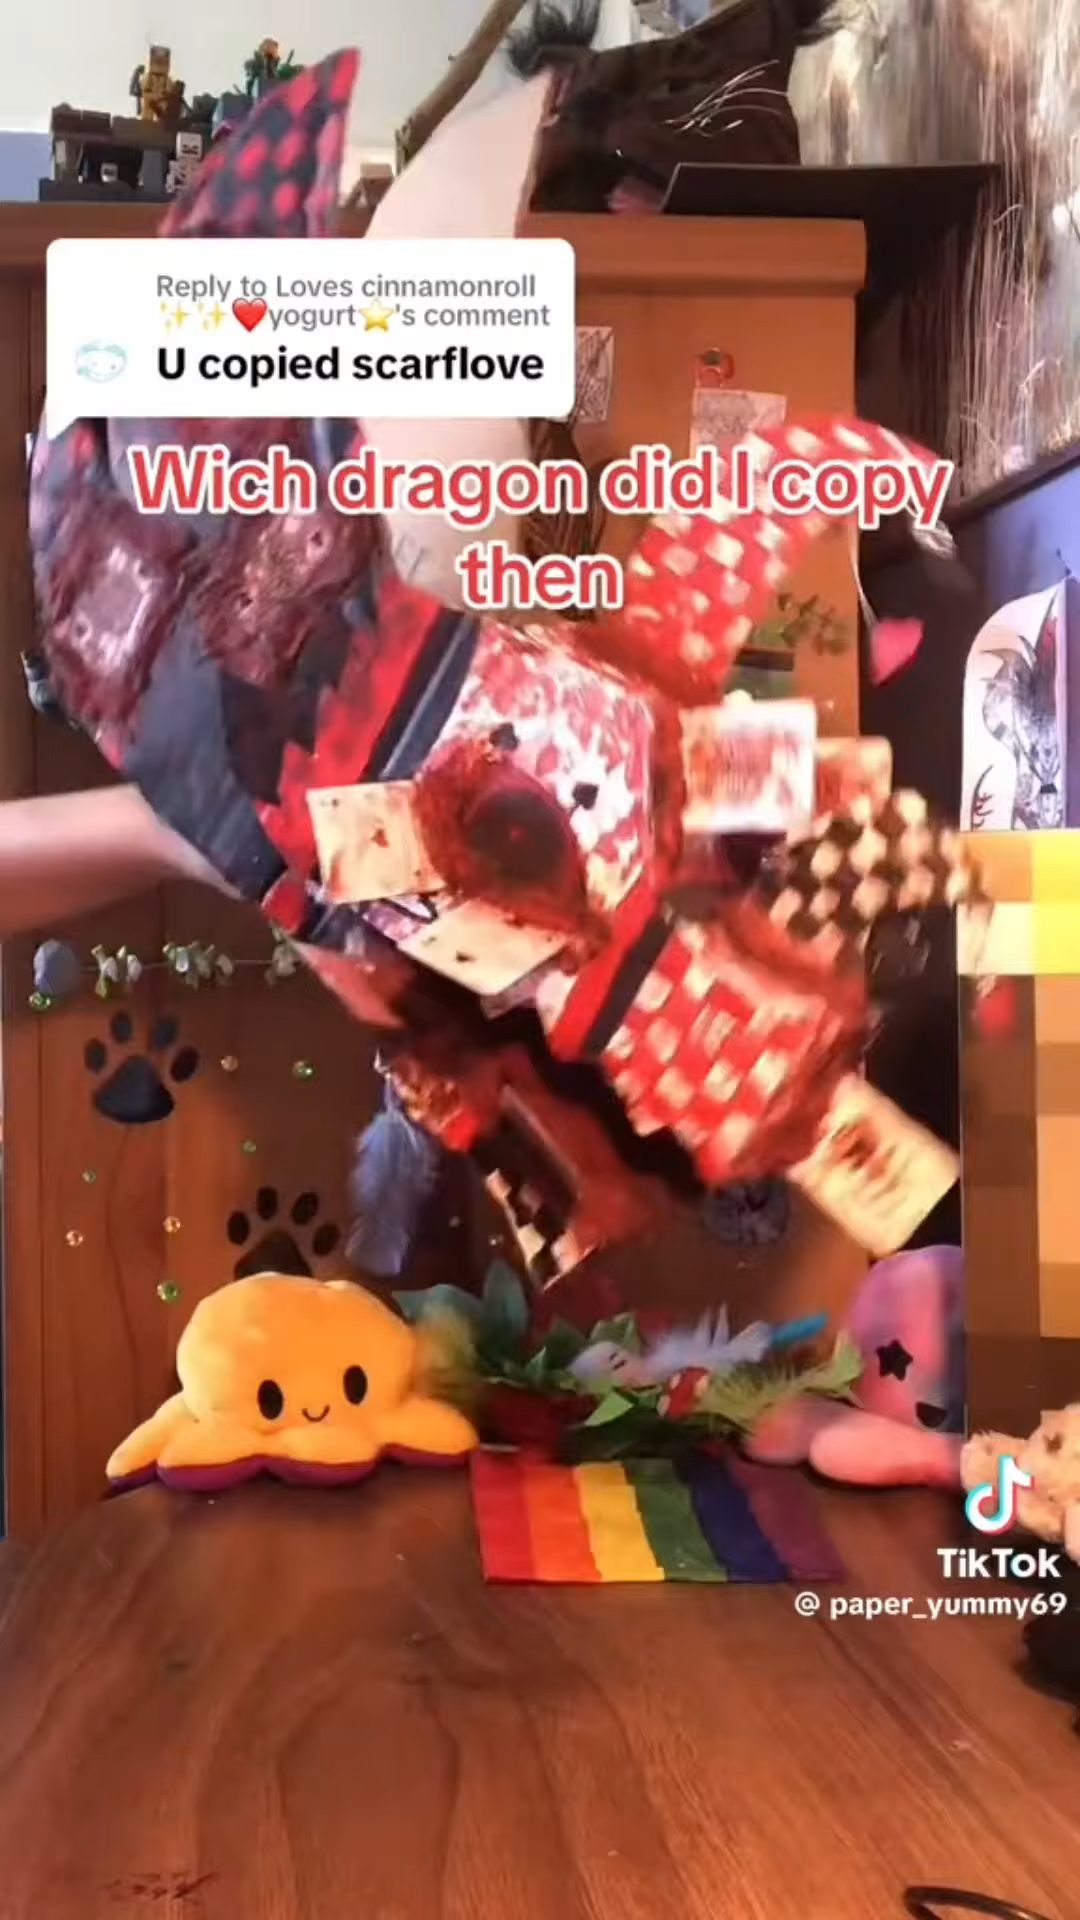 Reply to Loves cinnamonroll
✨✨❤️yogurt⭐'s comment
U copied scarflove
Wich dragon did I copy
then
TikTok
@ paper_yummy69